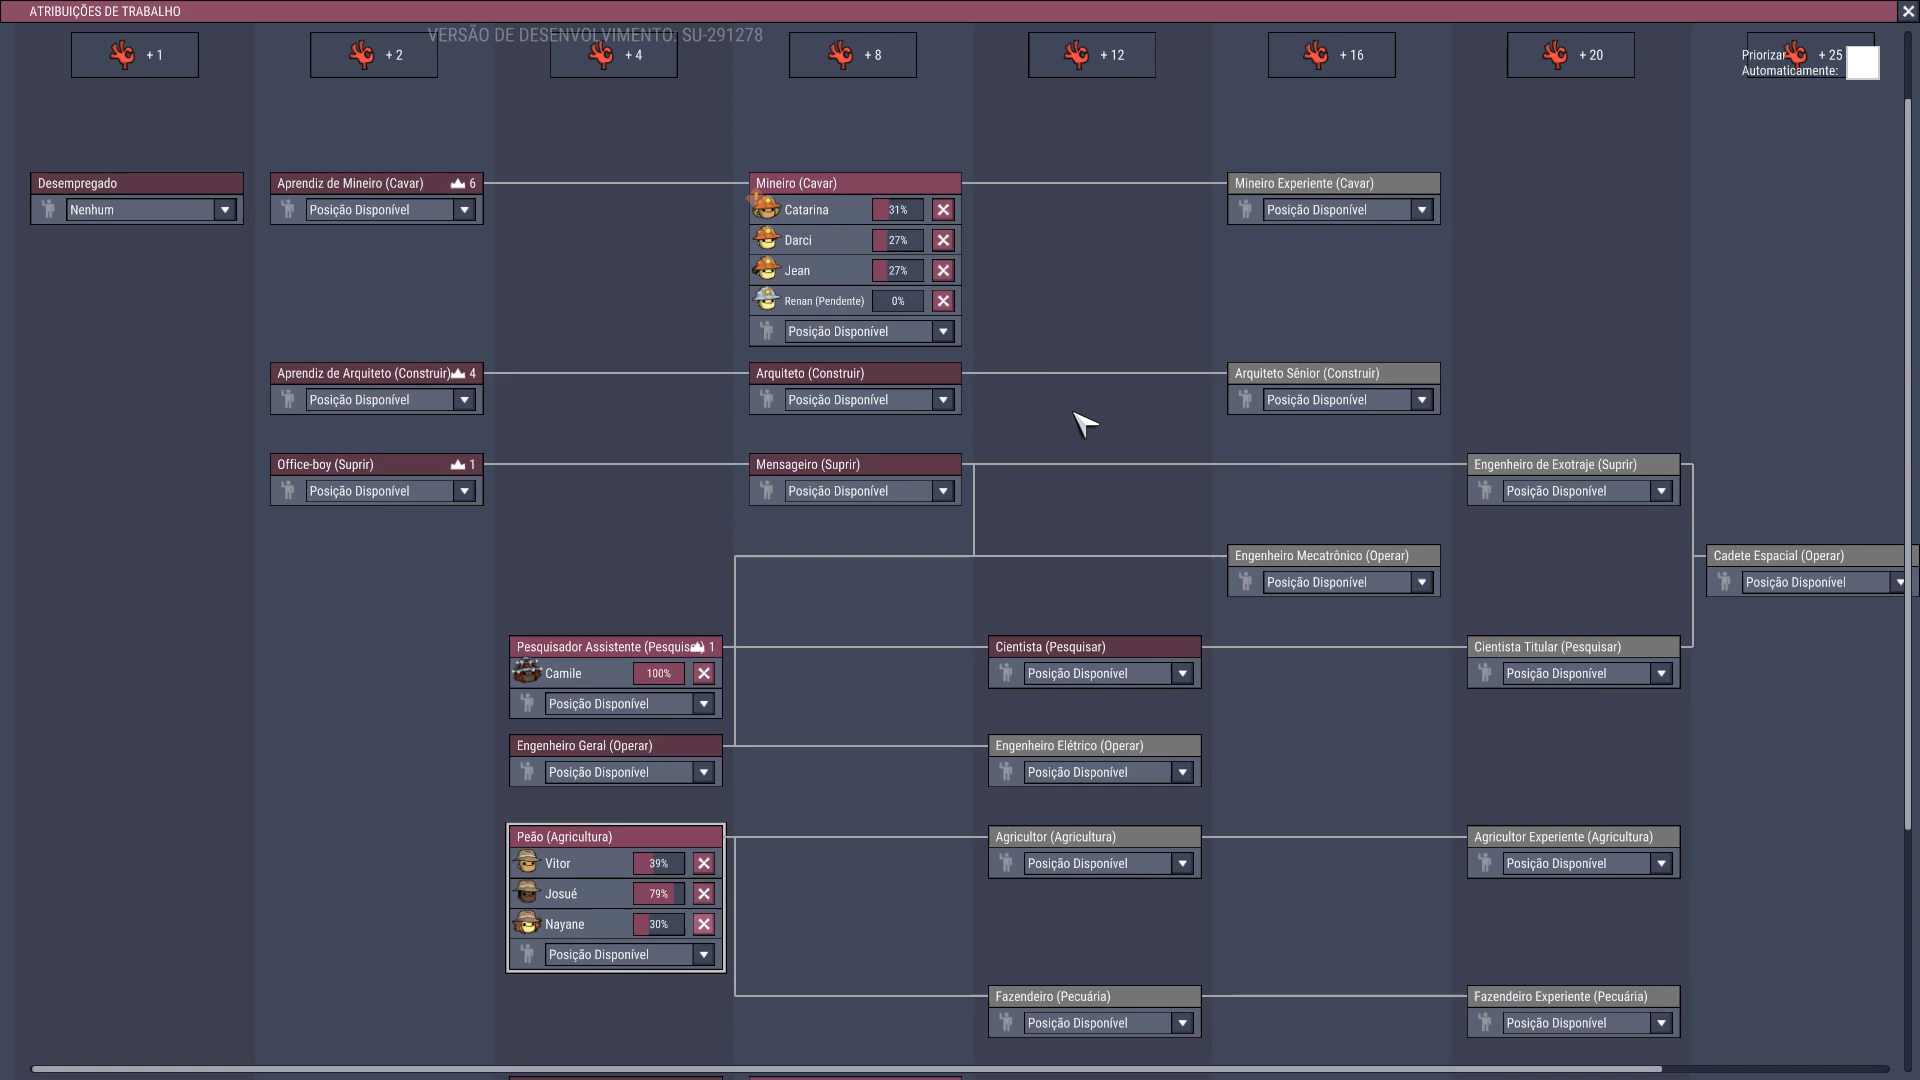 ATRIBUIÇÕES DE TRABALHO
VERSÃO DE DESENVOLVIMENTO: SU-291278
+ 1
+ 2
+ 4
+ 8
+ 12
+ 16
+ 20
+ 25
Priorizar
Automaticamente:
Desempregado
Nenhum
Aprendiz de Mineiro (Cavar) 6
Posição Disponível
Mineiro (Cavar)
Catarina 31%
Darci 27%
Jean 27%
Renan (Pendente) 0%
Posição Disponível
Mineiro Experiente (Cavar)
Posição Disponível
Aprendiz de Arquiteto (Construir) 4
Posição Disponível
Arquiteto (Construir)
Posição Disponível
Arquiteto Sênior (Construir)
Posição Disponível
Office-boy (Suprir) 1
Posição Disponível
Mensageiro (Suprir)
Posição Disponível
Engenheiro de Exotraje (Suprir)
Posição Disponível
Engenheiro Mecatrônico (Operar)
Posição Disponível
Cadete Espacial (Operar)
Posição Disponível
Pesquisador Assistente (Pesquisar) 1
Camile 100%
Posição Disponível
Cientista (Pesquisar)
Posição Disponível
Cientista Titular (Pesquisar)
Posição Disponível
Engenheiro Geral (Operar)
Posição Disponível
Engenheiro Elétrico (Operar)
Posição Disponível
Peão (Agricultura)
Vitor 39%
Josué 79%
Nayane 30%
Posição Disponível
Agricultor (Agricultura)
Posição Disponível
Agricultor Experiente (Agricultura)
Posição Disponível
Fazendeiro (Pecuária)
Posição Disponível
Fazendeiro Experiente (Pecuária)
Posição Disponível